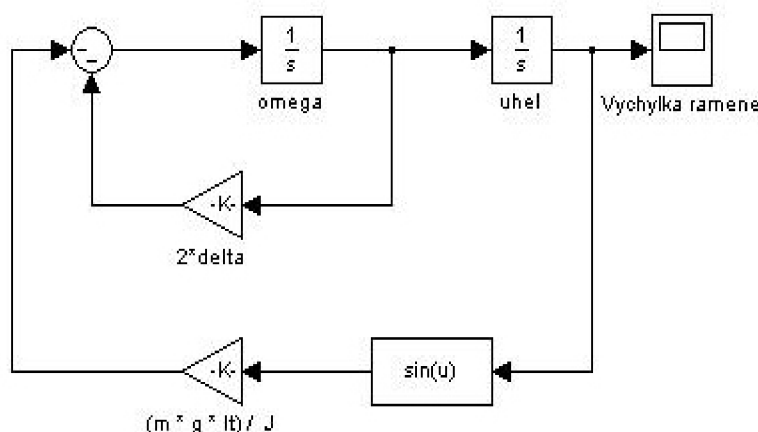 1
s
omega
1
s
uhel
Vychylka ramene
-K-
2*delta
-K-
sin(u)
(m * g * lt) / J